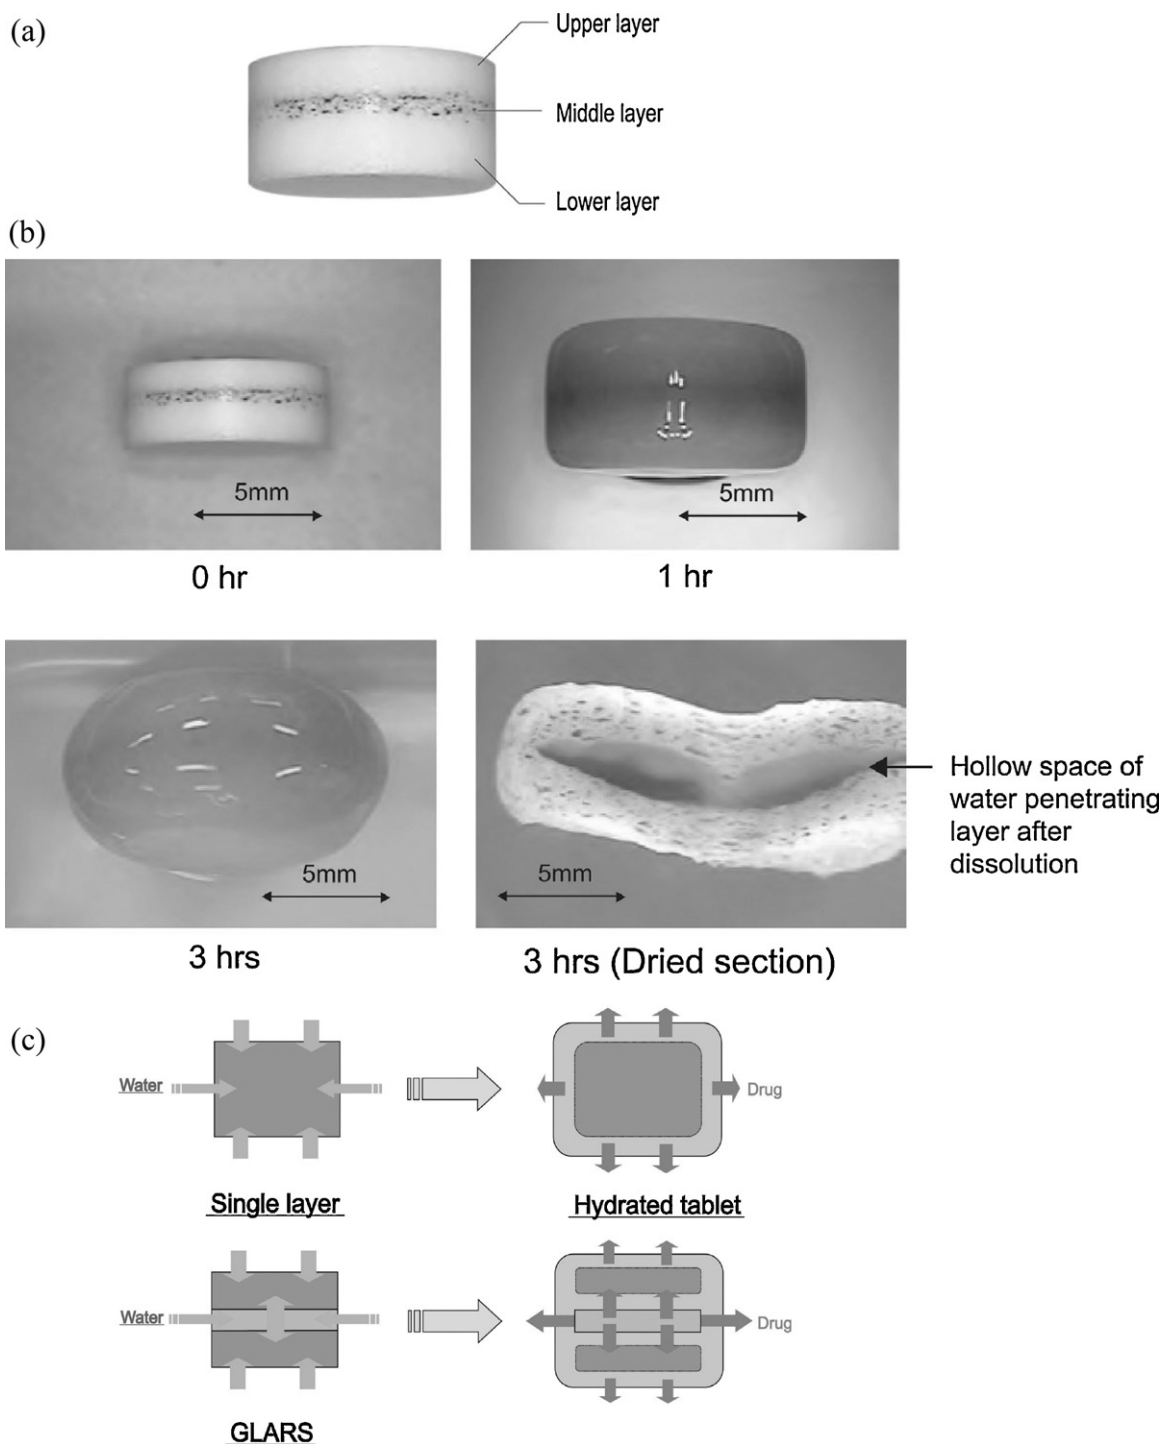 (a)
Upper layer
Middle layer
Lower layer
(b)
5mm
5mm
0 hr
1 hr
5mm
5mm
Hollow space of
water penetrating
layer after
dissolution
3 hrs
3 hrs (Dried section)
(c)
Water
Drug
Single layer
Hydrated tablet
Water
Drug
GLARS